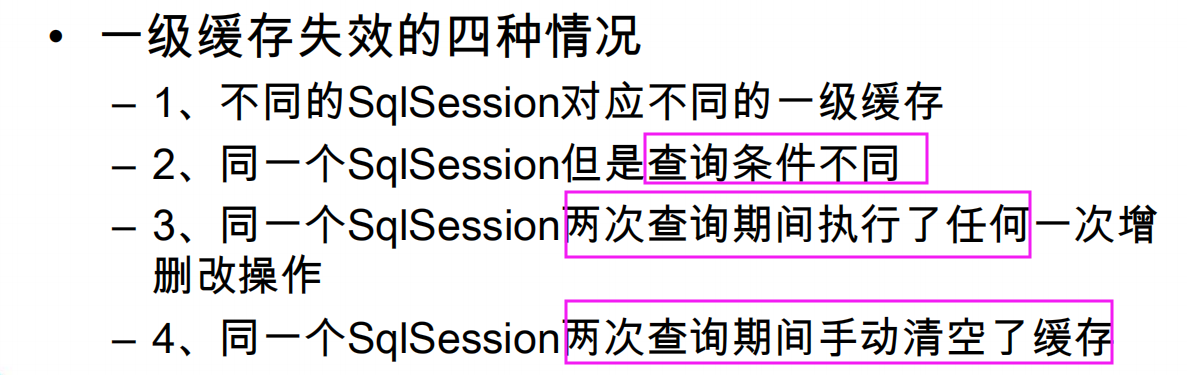 • 一级缓存失效的四种情况
– 1、不同的SqlSession对应不同的一级缓存
– 2、同一个SqlSession但是查询条件不同
– 3、同一个SqlSession两次查询期间执行了任何一次增
删改操作
– 4、同一个SqlSession两次查询期间手动清空了缓存